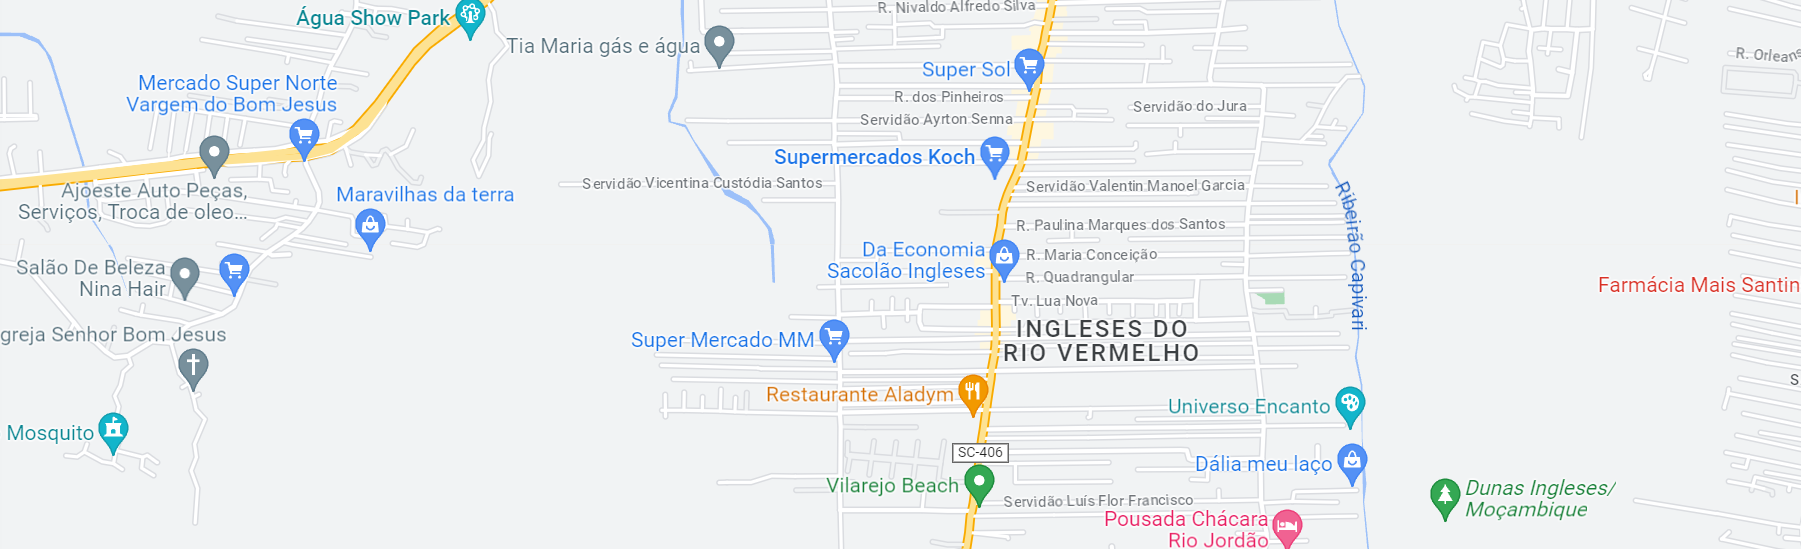 R. Nivaldo Alfredo Silva
Água Show Park
Tia Maria gás e água
R. Orleans
Super Sol
Mercado Super Norte
Vargem do Bom Jesus
R. dos Pinheiros
Servidão do Jura
Servidão Ayrton Senna
Supermercados Koch
Ajoeste Auto Peças,
Serviços, Troca de oleo...
Maravilhas da terra
Servidão Vicentina Custódia Santos
Servidão Valentin Manoel Garcia
R. Paulina Marques dos Santos
Ribeirão Capivari
Da Economia
Sacolão Ingleses
R. Maria Conceição
R. Quadrangular
Salão De Beleza
Nina Hair
Farmácia Mais Santin
Tv. Lua Nova
INGLESES DO
RIO VERMELHO
greja Senhor Bom Jesus
Super Mercado MM
Restaurante Aladym
Universo Encanto
Mosquito
SC-406
Dália meu laço
Vilarejo Beach
Servidão Luís Flor Francisco
Dunas Ingleses/
Moçambique
Pousada Chácara
Rio Jordão